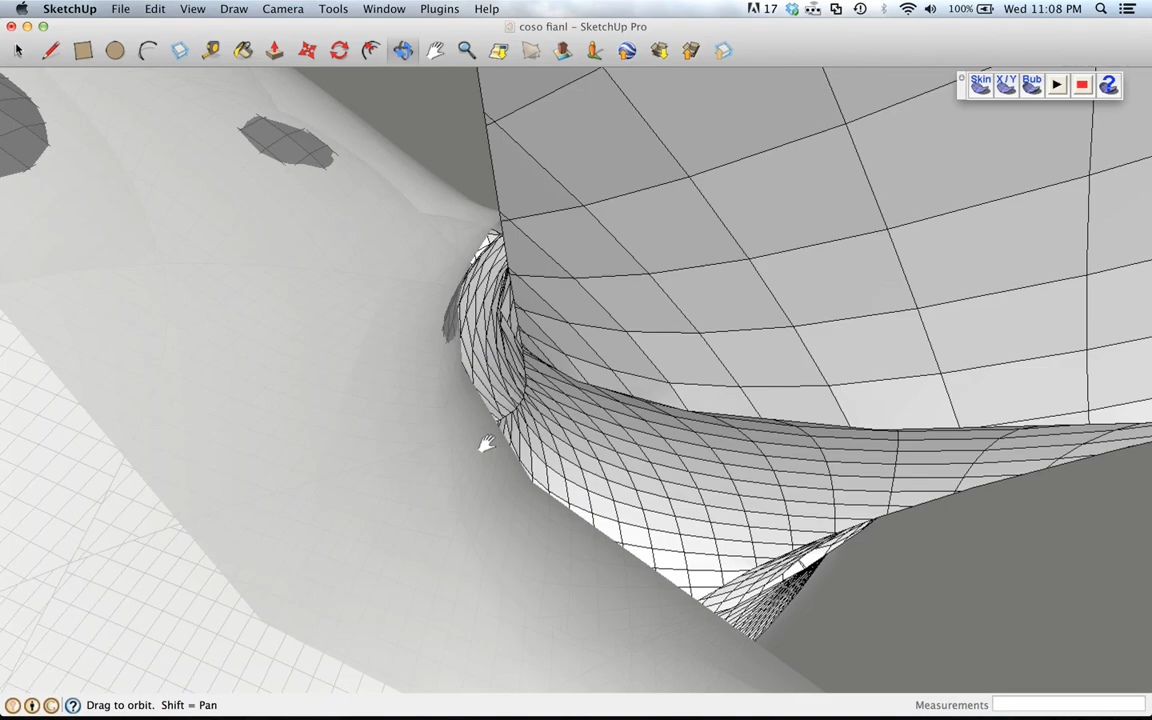 SketchUp File Edit View Draw Camera Tools Window Plugins Help 17 100% Wed 11:08 PM
coso fianl – SketchUp Pro
Skin X/Y Bub ?
? Drag to orbit. Shift = Pan Measurements